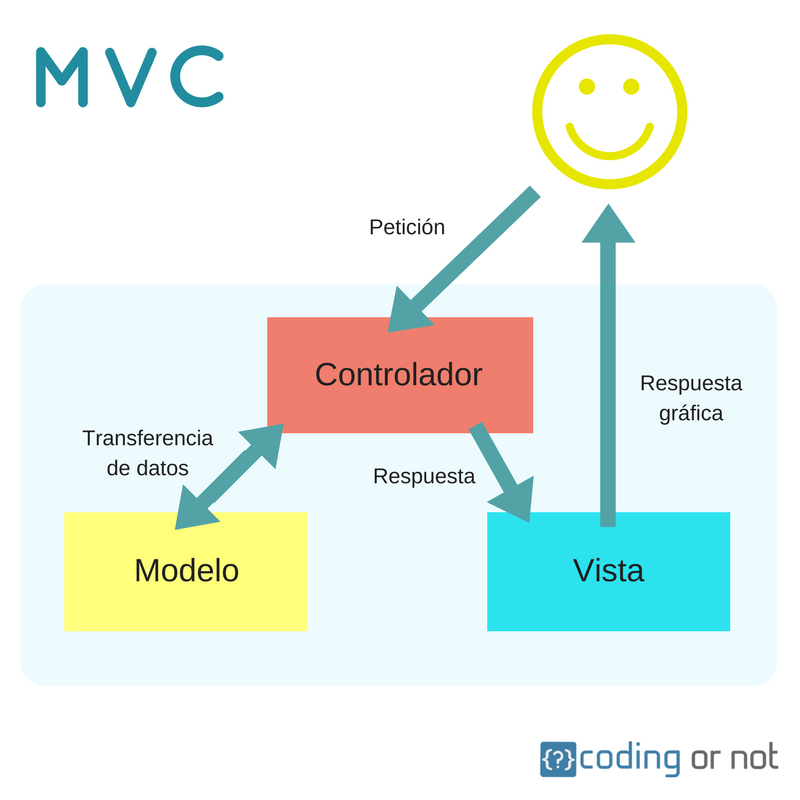 MVC
Petición
Controlador
Respuesta
gráfica
Transferencia
de datos
Respuesta
Modelo
Vista
{?} coding or not